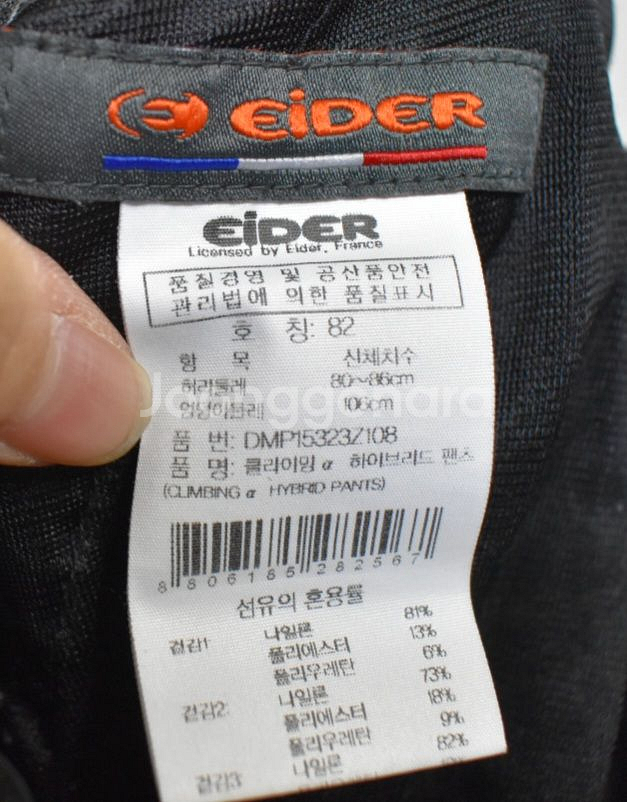 EiDER
EiDER
Licensed by Eider, France
품질경영 및 공산품안전
관리법에 의한 품질표시
호 칭: 82
항 목 신체치수
허리둘레 80~86cm
엉덩이둘레 106cm
품 번: DMP15323Z108
품 명: 클라이밍 α 하이브리드 팬츠
(CLIMBING α HYBRID PANTS)
8806185282567
섬유의 혼용률
겉감1 나일론 81%
폴리에스터 13%
폴리우레탄 6%
겉감2: 나일론 73%
폴리에스터 18%
폴리우레탄 9%
겉감3: 나일론 82%